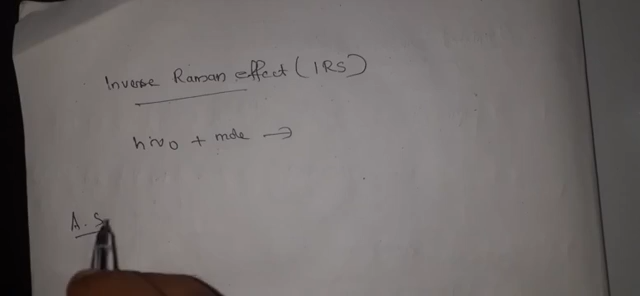 Inverse Raman effect (IRS)
hν0 + mole →
A.S